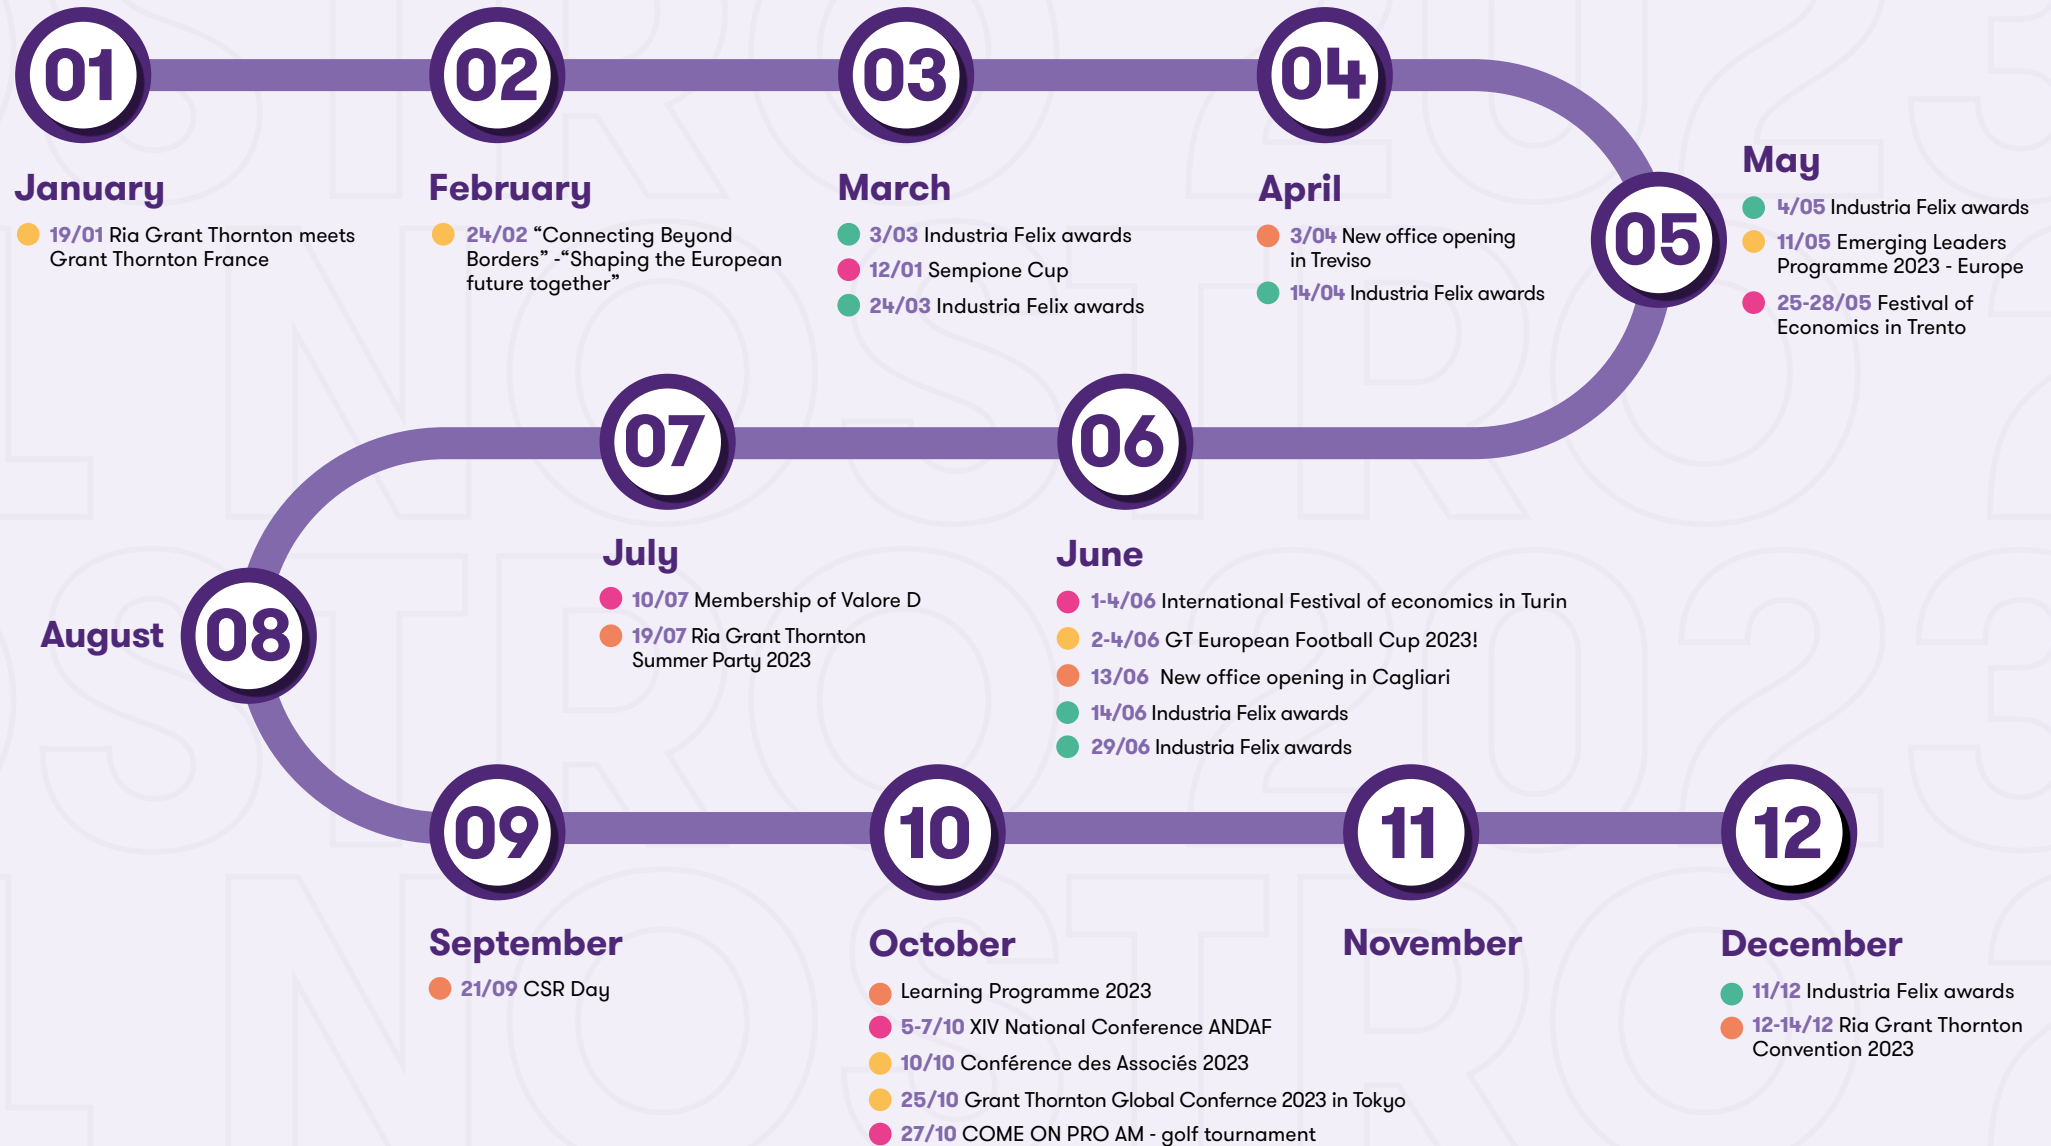 01
January
19/01 Ria Grant Thornton meets
Grant Thornton France
02
February
24/02 “Connecting Beyond
Borders” -“Shaping the European
future together”
03
March
3/03 Industria Felix awards
12/01 Sempione Cup
24/03 Industria Felix awards
04
April
3/04 New office opening
in Treviso
14/04 Industria Felix awards
05
May
4/05 Industria Felix awards
11/05 Emerging Leaders
Programme 2023 - Europe
25-28/05 Festival of
Economics in Trento
06
June
1-4/06 International Festival of economics in Turin
2-4/06 GT European Football Cup 2023!
13/06 New office opening in Cagliari
14/06 Industria Felix awards
29/06 Industria Felix awards
07
July
10/07 Membership of Valore D
19/07 Ria Grant Thornton
Summer Party 2023
08
August
09
September
21/09 CSR Day
10
October
Learning Programme 2023
5-7/10 XIV National Conference ANDAF
10/10 Conférence des Associés 2023
25/10 Grant Thornton Global Confernce 2023 in Tokyo
27/10 COME ON PRO AM - golf tournament
11
November
12
December
11/12 Industria Felix awards
12-14/12 Ria Grant Thornton
Convention 2023